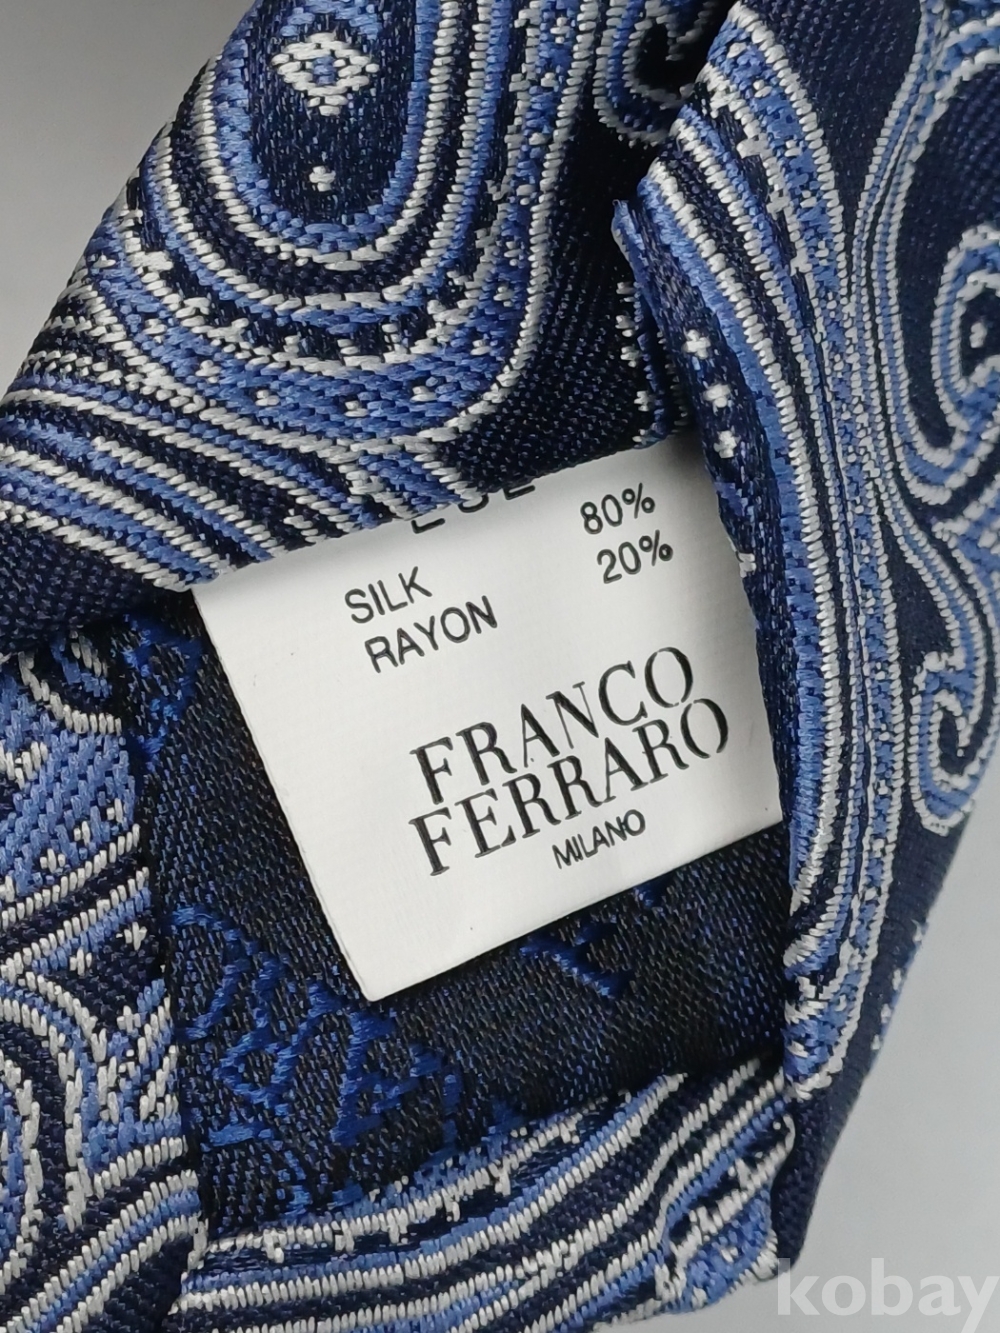 SILK 80%
RAYON 20%
FRANCO
FERRARO
MILANO
kobay